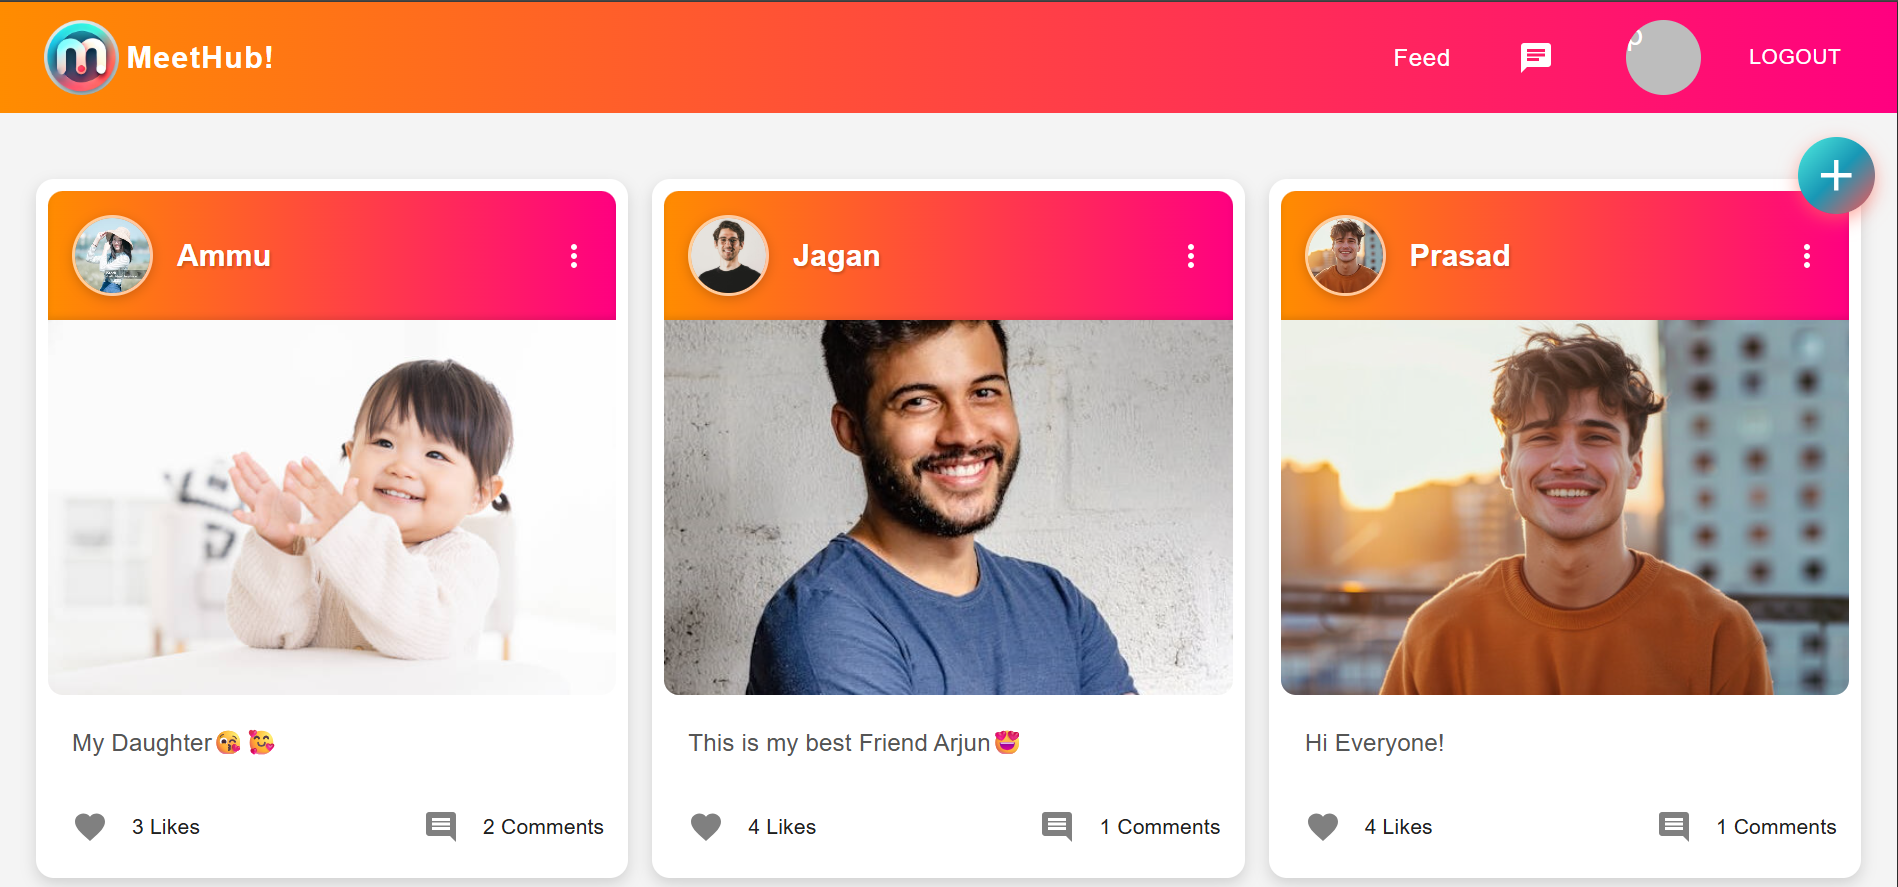 MeetHub!
Feed
p
LOGOUT
Ammu
Jagan
Prasad
My Daughter😘 🥰
This is my best Friend Arjun😍
Hi Everyone!
3 Likes
2 Comments
4 Likes
1 Comments
4 Likes
1 Comments